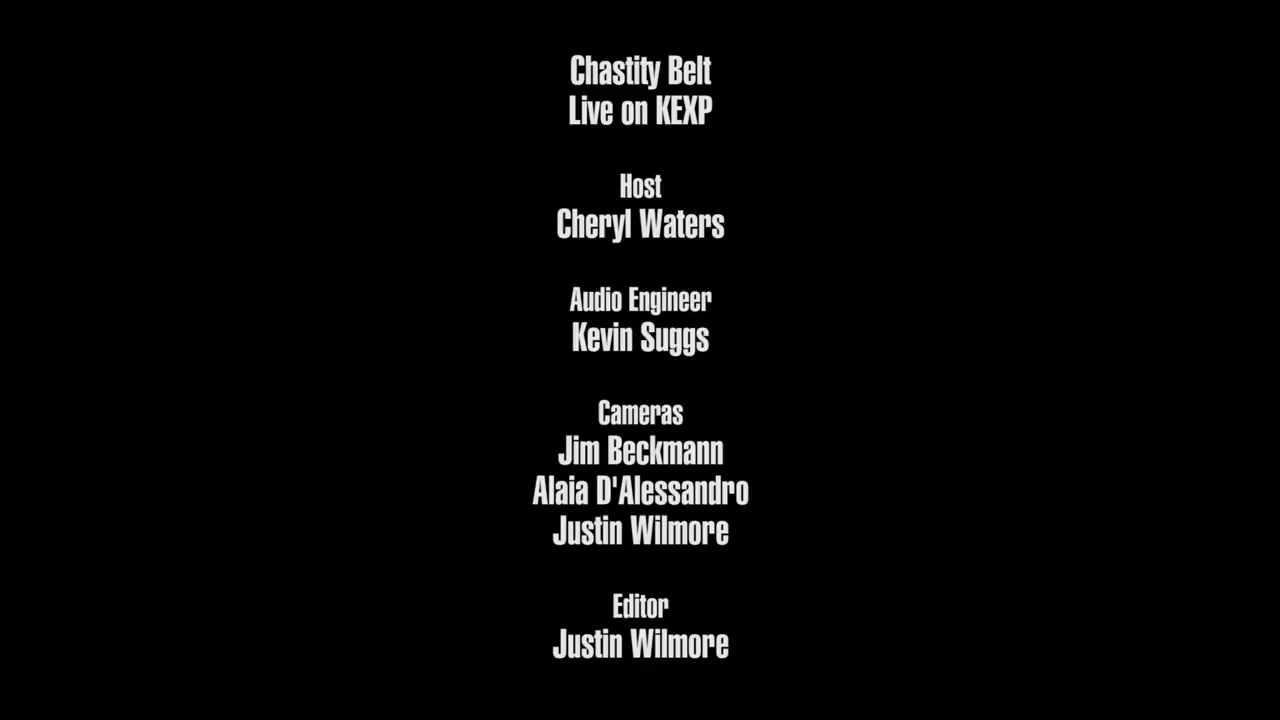 Chastity Belt
Live on KEXP
Host
Cheryl Waters
Audio Engineer
Kevin Suggs
Cameras
Jim Beckmann
Alaia D'Alessandro
Justin Wilmore
Editor
Justin Wilmore